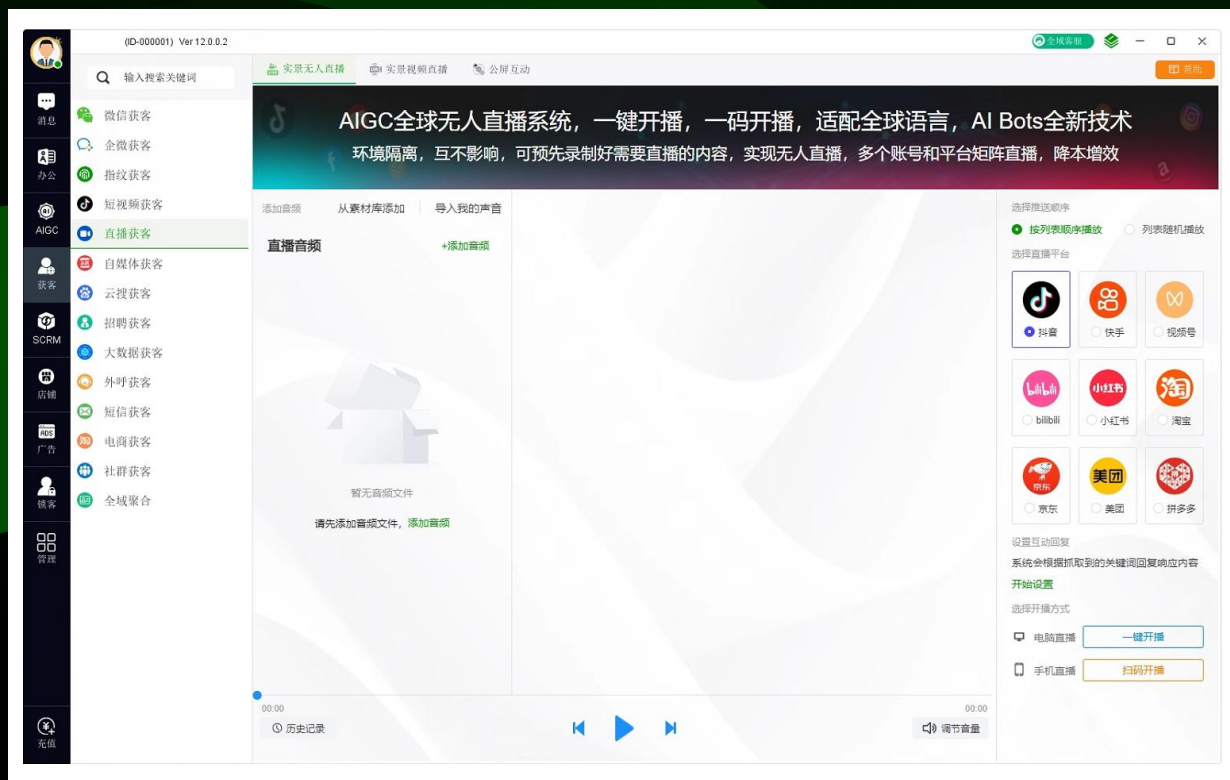 (ID-000001) Ver 12.0.0.2
全域客服
输入搜索关键词
实景无人直播 实景视频直播 公屏互动
帮助
消息
办公
AIGC
获客
SCRM
店铺
ADS
广告
锁客
管理
充值
微信获客
企微获客
指纹获客
短视频获客
直播获客
自媒体获客
云搜获客
招聘获客
大数据获客
外呼获客
短信获客
电商获客
社群获客
全域聚合
AIGC全球无人直播系统，一键开播，一码开播，适配全球语言，AI Bots全新技术
环境隔离，互不影响，可预先录制好需要直播的内容，实现无人直播，多个账号和平台矩阵直播，降本增效
添加音频 从素材库添加 导入我的声音
直播音频 +添加音频
暂无音频文件
请先添加音频文件，添加音频
选择推送顺序
按列表顺序播放 列表随机播放
选择直播平台
抖音 快手 视频号
bilibili 小红书 淘
bilibili 小红书 淘宝
京东 美团
京东 美团 拼多多
设置互动回复
系统会根据抓取到的关键词回复响应内容
开始设置
选择开播方式
电脑直播 一键开播
手机直播 扫码开播
00:00 00:00
历史记录 调节音量